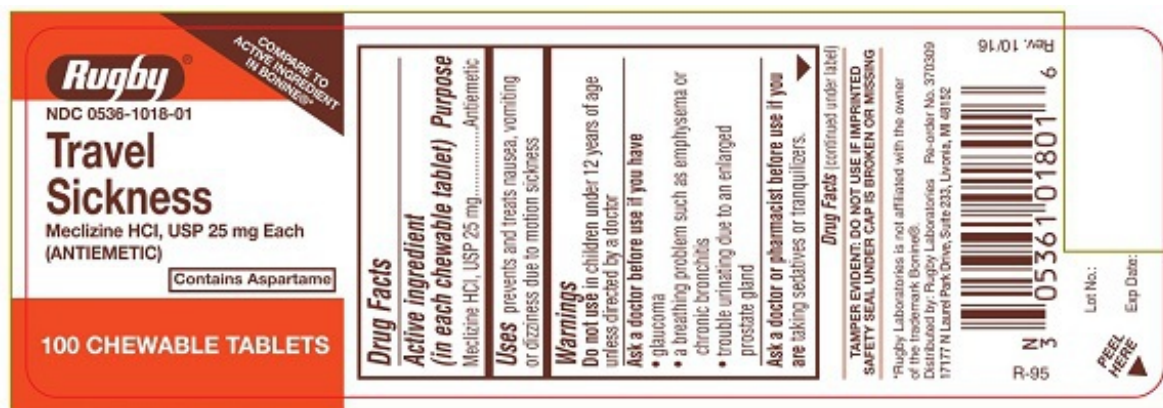 Rugby®
COMPARE TO
ACTIVE INGREDIENT
IN BONINE®*
NDC 0536-1018-01
Travel
Sickness
Meclizine HCl, USP 25 mg Each
(ANTIEMETIC)
Contains Aspartame
100 CHEWABLE TABLETS
Drug Facts
Active ingredient
(in each chewable tablet) Purpose
Meclizine HCl, USP 25 mg..................Antiemetic
Uses prevents and treats nausea, vomiting
or dizziness due to motion sickness
Warnings
Do not use in children under 12 years of age
unless directed by a doctor
Ask a doctor before use if you have
• glaucoma
• a breathing problem such as emphysema or
chronic bronchitis
• trouble urinating due to an enlarged
prostate gland
Ask a doctor or pharmacist before use if you
are taking sedatives or tranquilizers.
Drug Facts (continued under label)
TAMPER EVIDENT: DO NOT USE IF IMPRINTED
SAFETY SEAL UNDER CAP IS BROKEN OR MISSING
*Rugby Laboratories is not affiliated with the owner
of the trademark Bonine®.
Distributed by: Rugby Laboratories Re-order No. 370309
17177 N Laurel Park Drive, Suite 233, Livonia, MI 48152
Rev. 10/16
N
3 05361 01801 6
R-95
Lot No.:
Exp Date:
PEEL
HERE